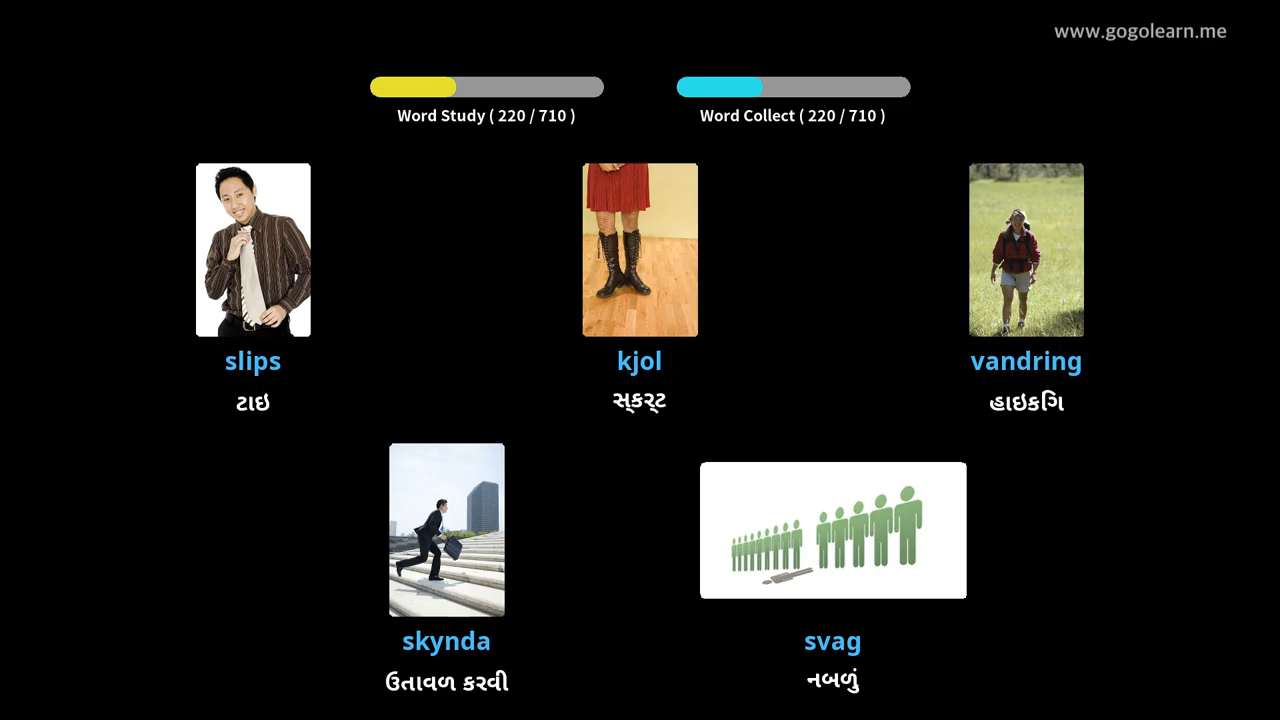 www.gogolearn.me
Word Study ( 220 / 710 )
Word Collect ( 220 / 710 )
slips
kjol
vandring
ટાઇ
સ્કર્ટ
હાઇકિંગ
skynda
svag
ઉતાવળ કરવી
નબળું